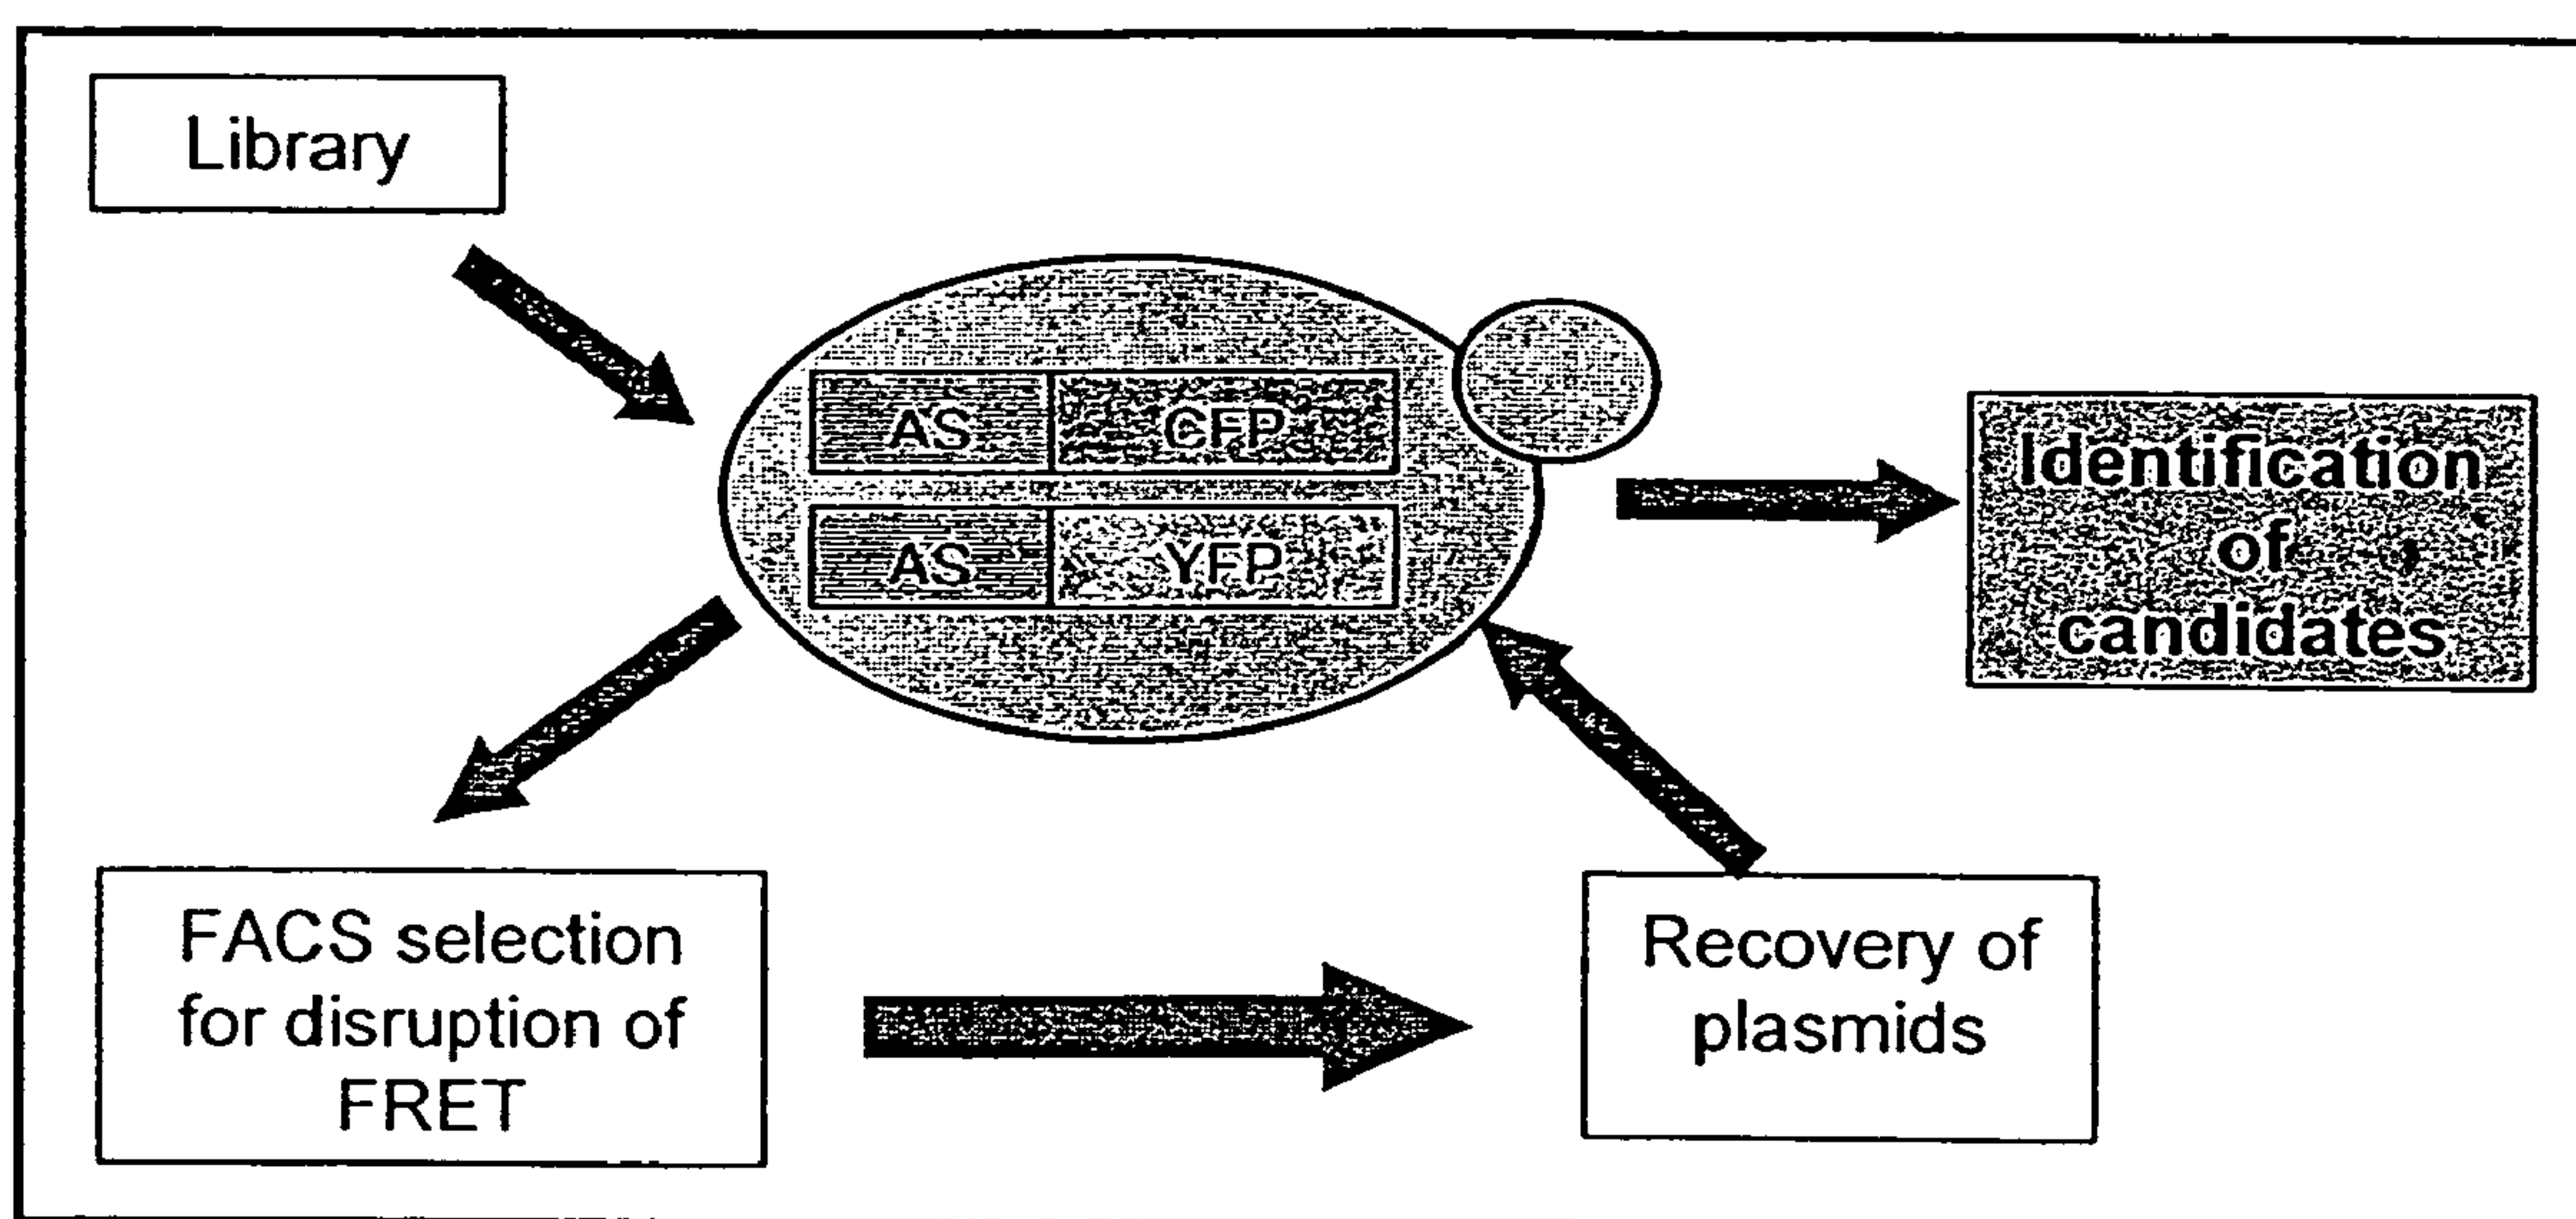 Library
AS CFP
AS YFP
Identification
of
candidates
FACS selection
for disruption of
FRET
Recovery of
plasmids